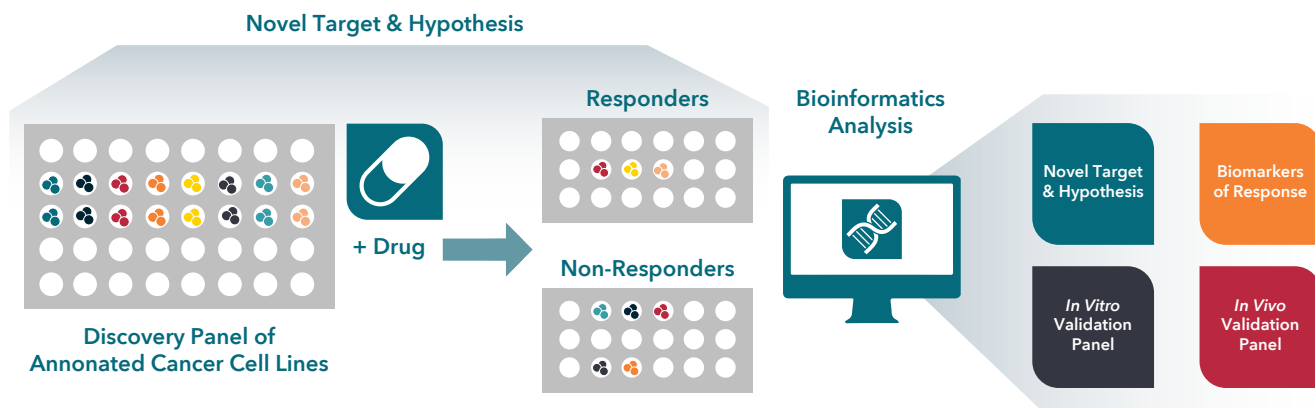 Novel Target & Hypothesis
Discovery Panel of
Annonated Cancer Cell Lines
+ Drug
Responders
Non-Responders
Bioinformatics
Analysis
Novel Target
& Hypothesis
Biomarkers
of Response
In Vitro
Validation
Panel
In Vivo
Validation
Panel